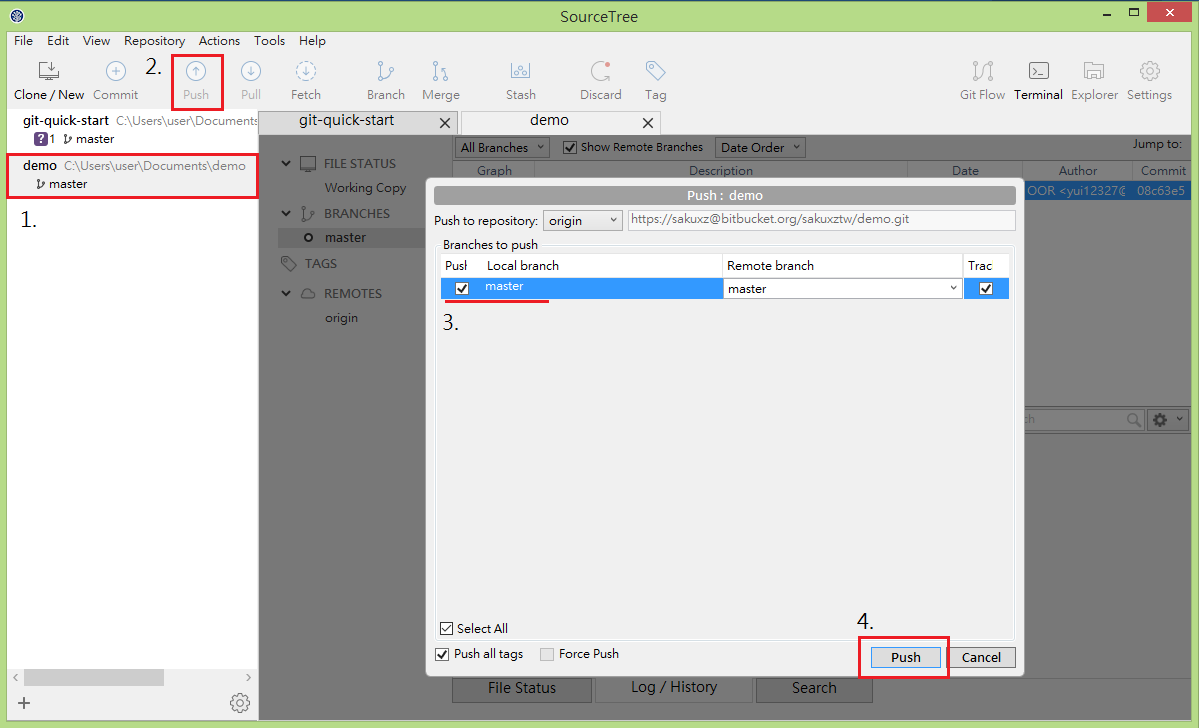 SourceTree
File Edit View Repository Actions Tools Help
2.
Clone / New Commit Push Pull Fetch Branch Merge Stash Discard Tag Git Flow Terminal Explorer Settings
git-quick-start C:\Users\user\Documents
? 1 master
demo C:\Users\user\Documents\demo
master
1.
git-quick-start demo
FILE STATUS
Working Copy
BRANCHES
master
TAGS
REMOTES
origin
All Branches Show Remote Branches Date Order Jump to:
Graph Description Date Author Commit
OOR <yui12327@ 08c63e5
Push : demo
Push to repository: origin https://sakuxz@bitbucket.org/sakuxztw/demo.git
Branches to push
Push Local branch Remote branch Trac
master master
3.
Select All
Push all tags Force Push
4.
Push Cancel
File Status Log / History Search